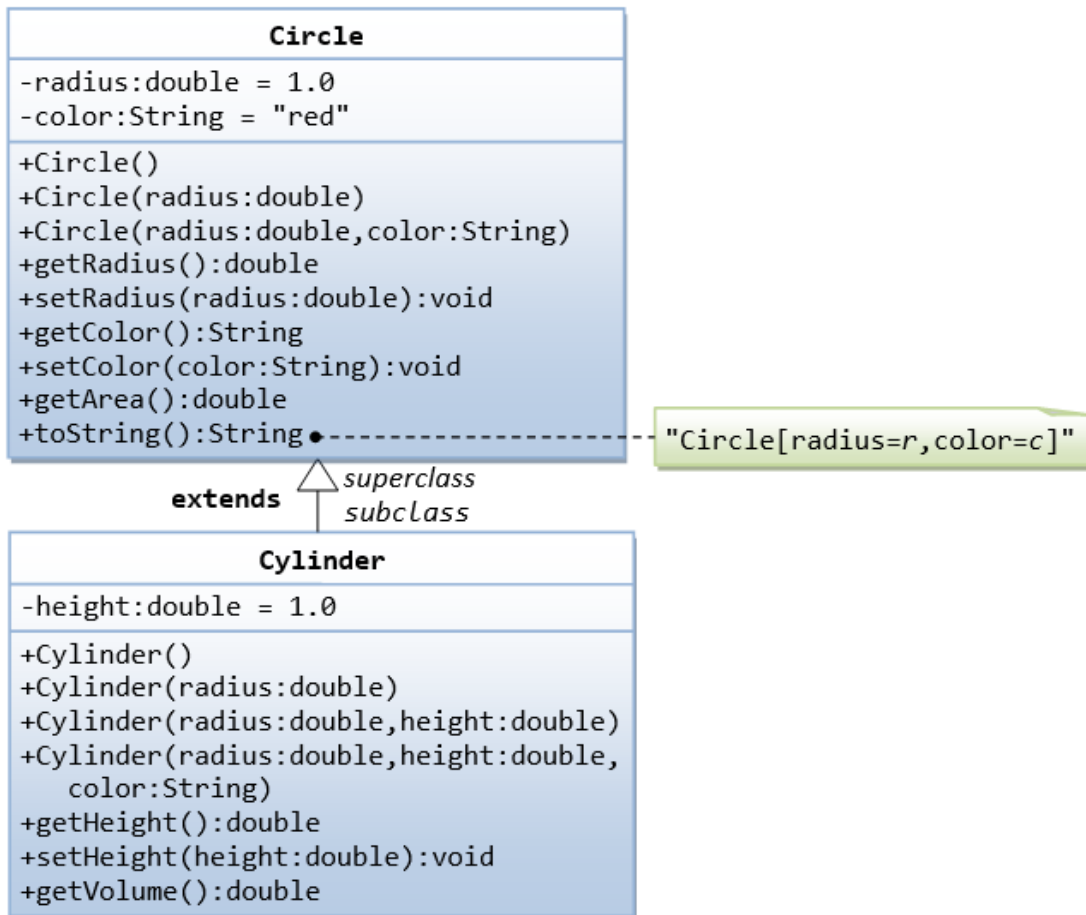 Circle
-radius:double = 1.0
-color:String = "red"
+Circle()
+Circle(radius:double)
+Circle(radius:double,color:String)
+getRadius():double
+setRadius(radius:double):void
+getColor():String
+setColor(color:String):void
+getArea():double
+toString():String
"Circle[radius=r,color=c]"
superclass
extends
subclass
Cylinder
-height:double = 1.0
+Cylinder()
+Cylinder(radius:double)
+Cylinder(radius:double,height:double)
+Cylinder(radius:double,height:double,
color:String)
+getHeight():double
+setHeight(height:double):void
+getVolume():double